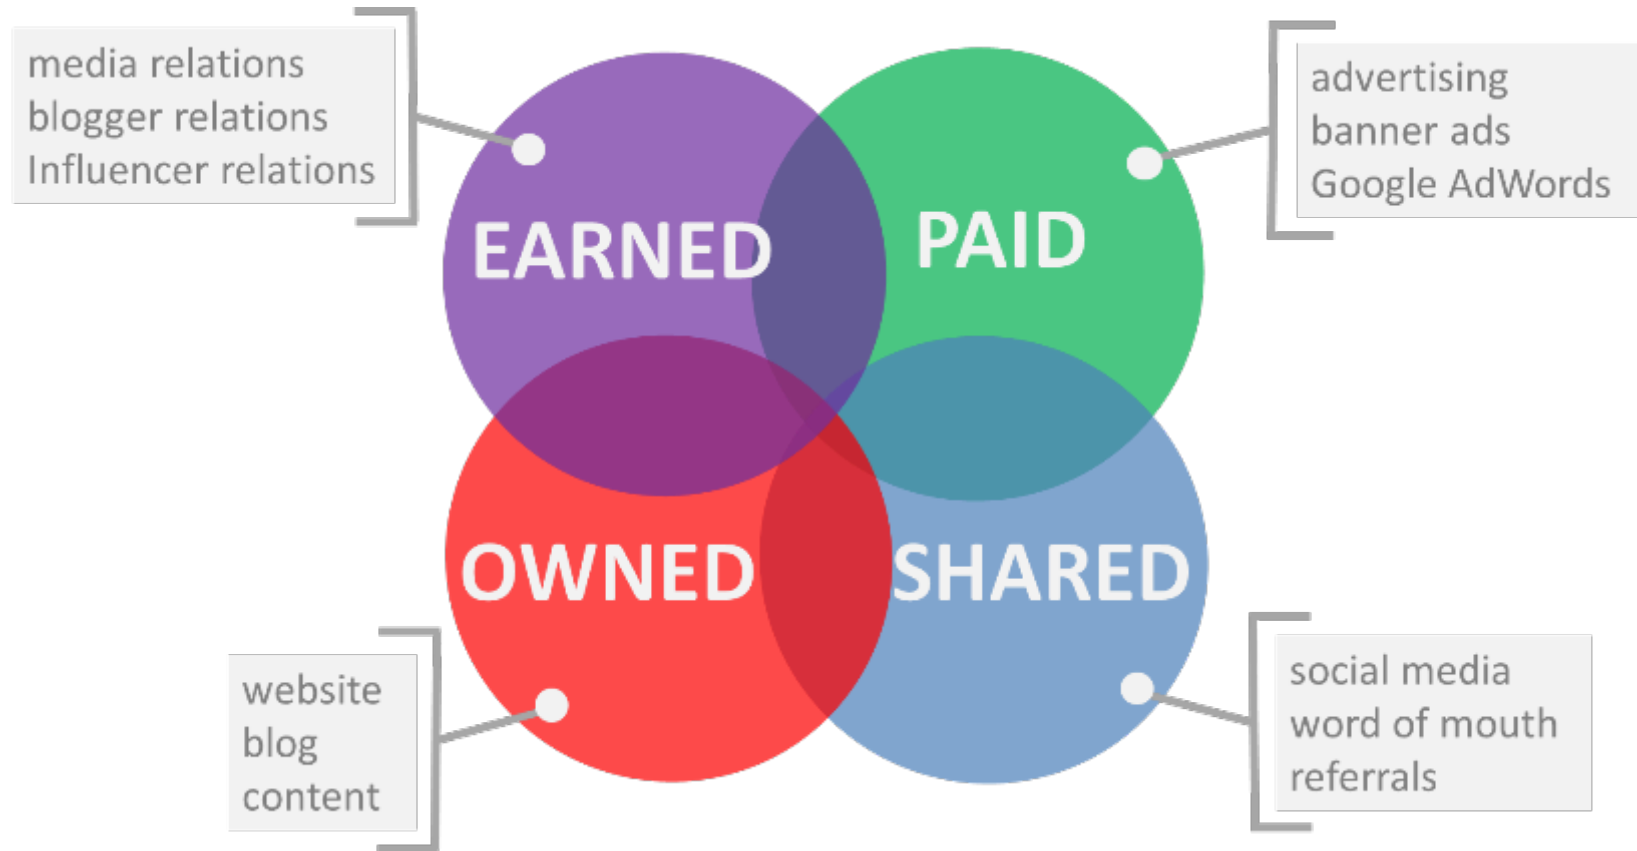 media relations
blogger relations
Influencer relations
advertising
banner ads
Google AdWords
EARNED
PAID
OWNED
SHARED
website
blog
content
social media
word of mouth
referrals